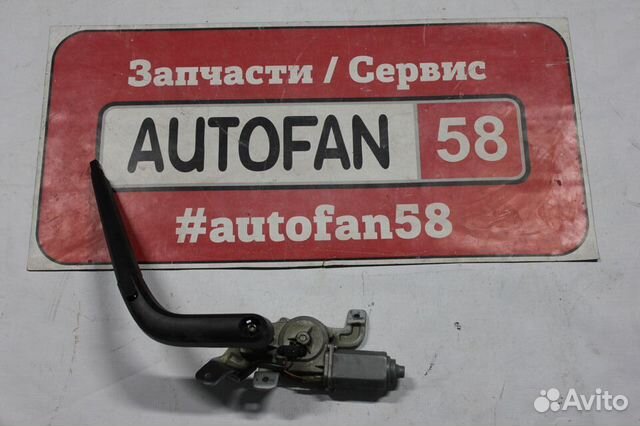 Запчасти / Сервис
AUTOFAN 58
#autofan58
Avito